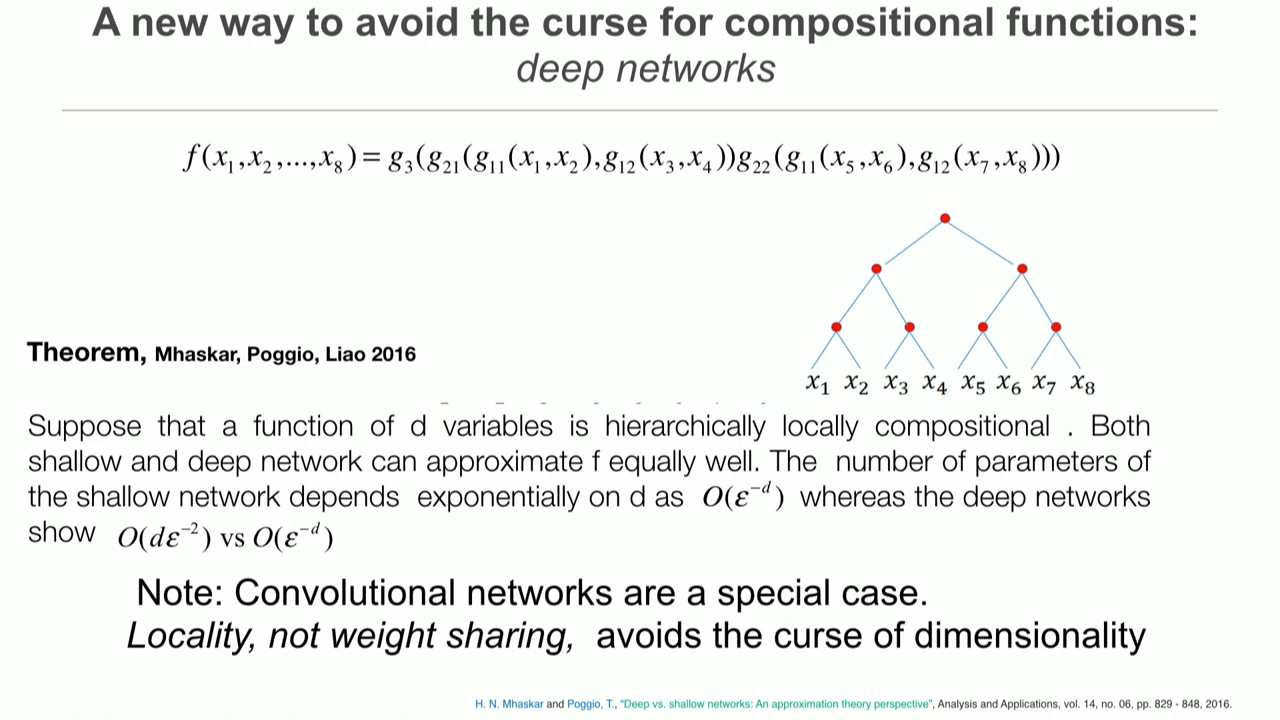 A new way to avoid the curse for compositional functions:
deep networks
f(x₁,x₂,...,x₈) = g₃(g₂₁(g₁₁(x₁,x₂),g₁₂(x₃,x₄))g₂₂(g₁₁(x₅,x₆),g₁₂(x₇,x₈)))
Theorem, Mhaskar, Poggio, Liao 2016
x₁ x₂ x₃ x₄ x₅ x₆ x₇ x₈
Suppose that a function of d variables is hierarchically locally compositional . Both
shallow and deep network can approximate f equally well. The number of parameters of
the shallow network depends exponentially on d as O(ε⁻ᵈ) whereas the deep networks
show O(dε⁻²) vs O(ε⁻ᵈ)
Note: Convolutional networks are a special case.
Locality, not weight sharing, avoids the curse of dimensionality
H. N. Mhaskar and Poggio, T., “Deep vs. shallow networks: An approximation theory perspective”, Analysis and Applications, vol. 14, no. 06, pp. 829 - 848, 2016.